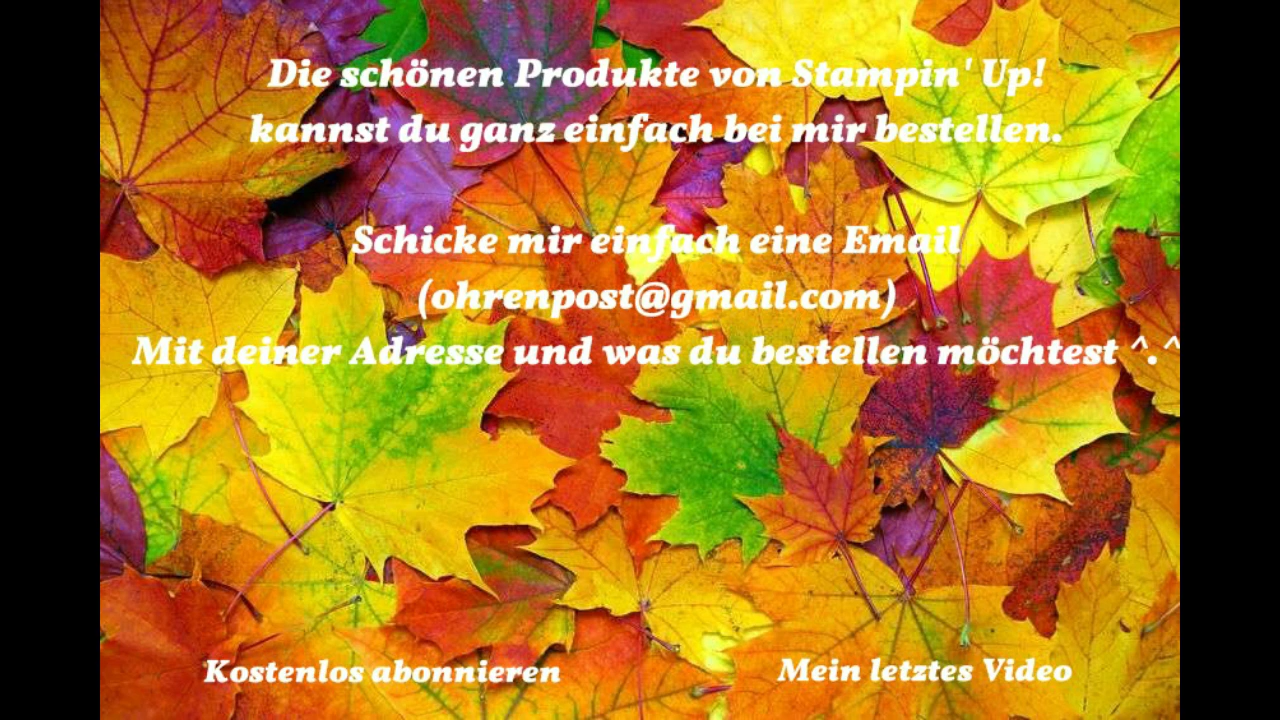 Die schönen Produkte von Stampin' Up!
kannst du ganz einfach bei mir bestellen.
Schicke mir einfach eine Email
(ohrenpost@gmail.com)
Mit deiner Adresse und was du bestellen möchtest ^.^
Kostenlos abonnieren
Mein letztes Video